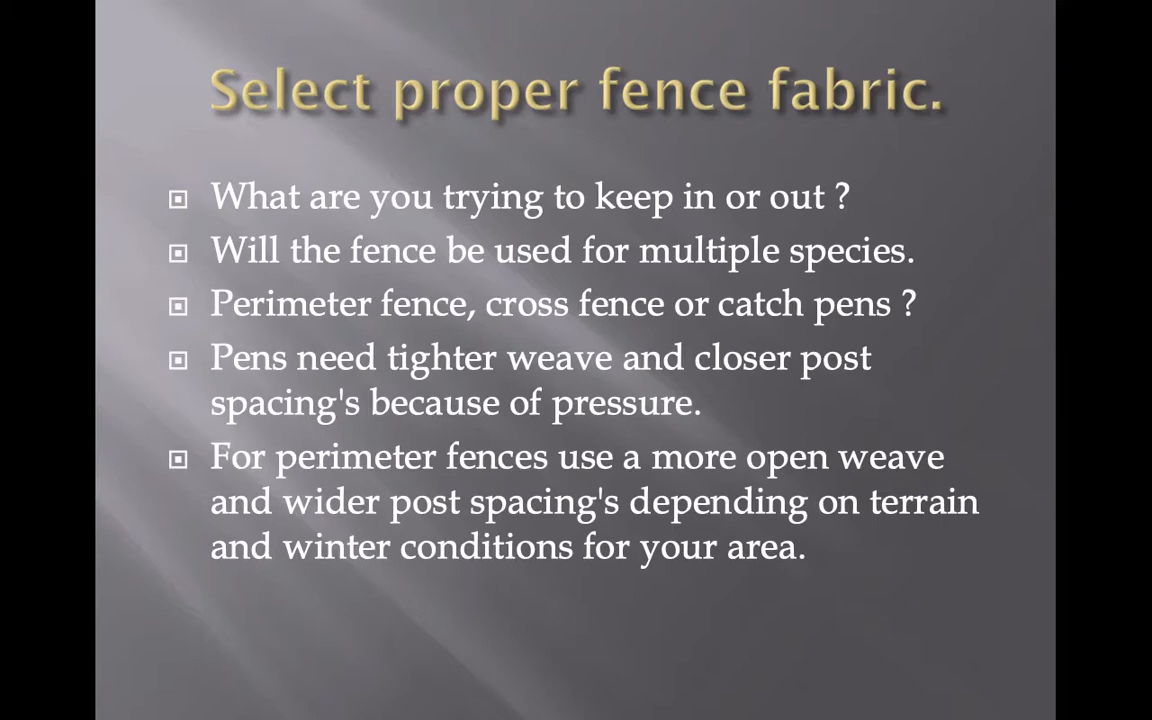 Select proper fence fabric.
What are you trying to keep in or out ?
Will the fence be used for multiple species.
Perimeter fence, cross fence or catch pens ?
Pens need tighter weave and closer post
spacing's because of pressure.
For perimeter fences use a more open weave
and wider post spacing's depending on terrain
and winter conditions for your area.